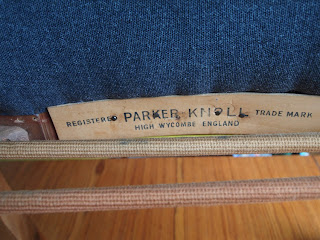 REGISTERED PARKER KNOLL TRADE MARK
HIGH WYCOMBE ENGLAND